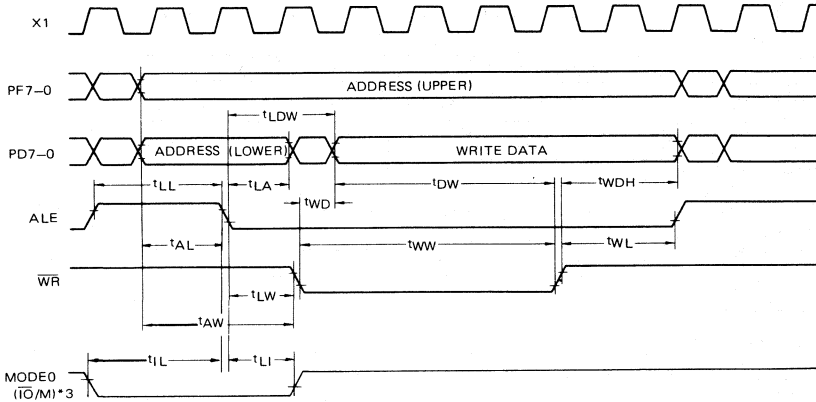 X1
PF7–0
ADDRESS (UPPER)
tLDW
PD7-0
ADDRESS (LOWER)
WRITE DATA
tLL
tLA
tWD
tDW
tWDH
ALE
tAL
tWW
tWL
WR
tLW
tAW
tIL
tLI
MODE0
(IO/M)*3